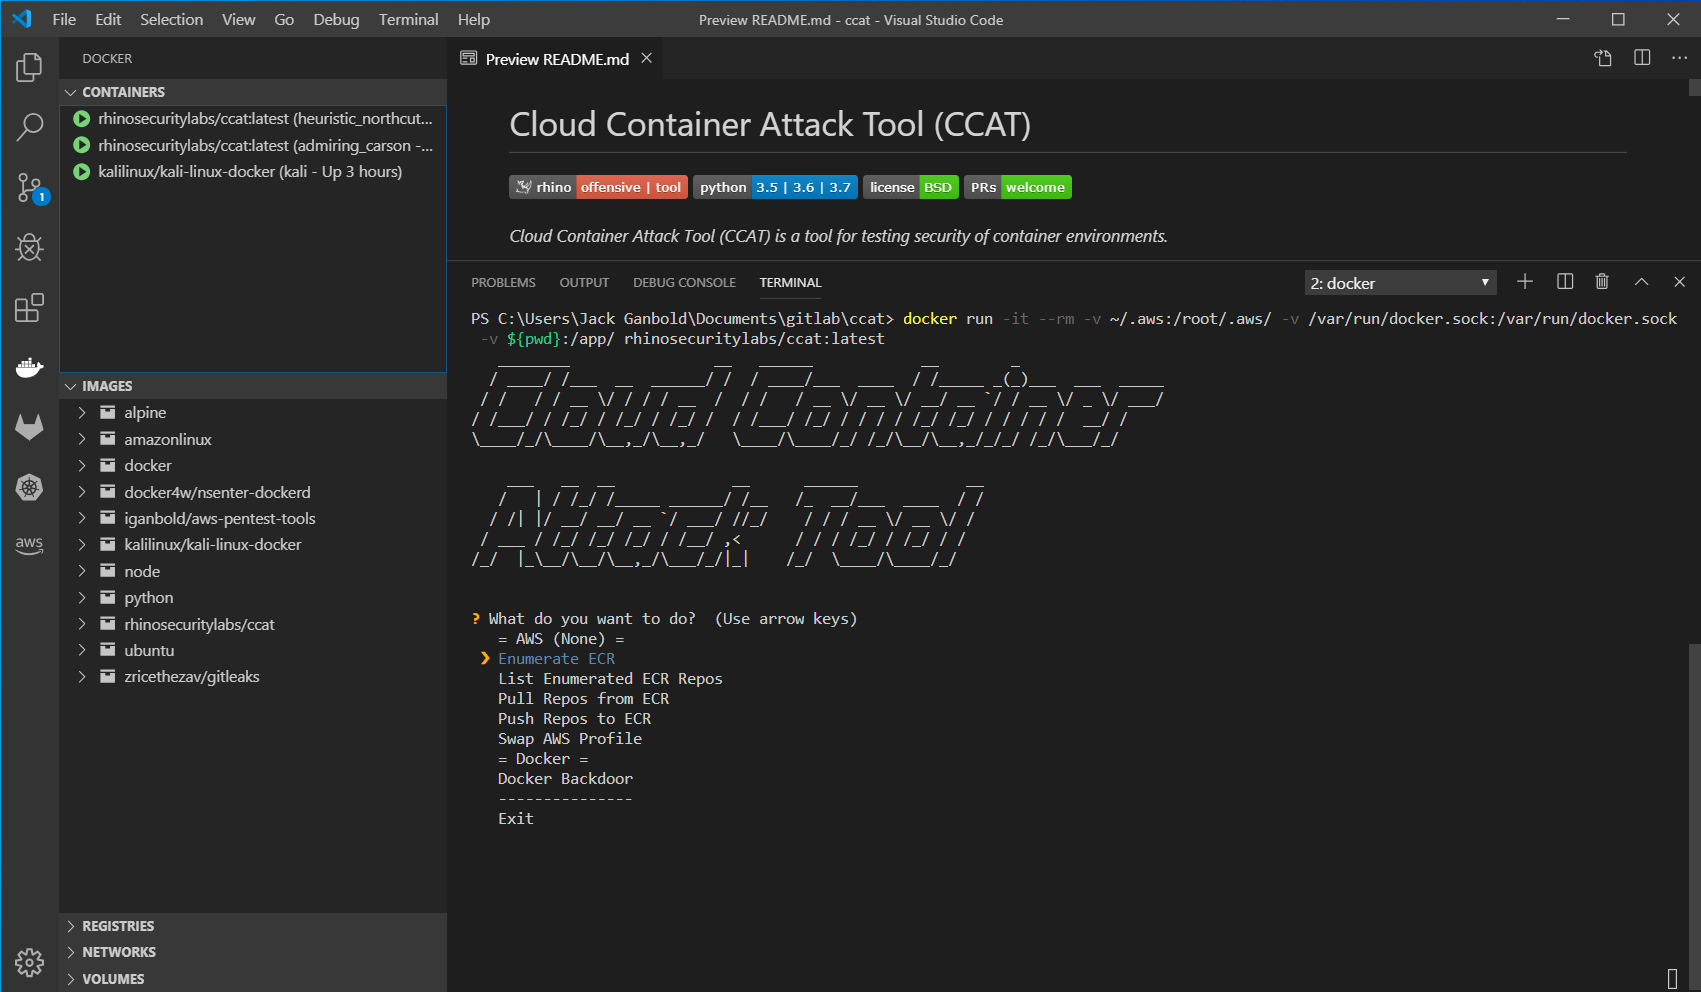 File Edit Selection View Go Debug Terminal Help
Preview README.md - ccat - Visual Studio Code
DOCKER
CONTAINERS
rhinosecuritylabs/ccat:latest (heuristic_northcut...
rhinosecuritylabs/ccat:latest (admiring_carson -...
kalilinux/kali-linux-docker (kali - Up 3 hours)
1
aws
IMAGES
alpine
amazonlinux
docker
docker4w/nsenter-dockerd
iganbold/aws-pentest-tools
kalilinux/kali-linux-docker
node
python
rhinosecuritylabs/ccat
ubuntu
zricethezav/gitleaks
REGISTRIES
NETWORKS
VOLUMES
Preview README.md
Cloud Container Attack Tool (CCAT)
rhino offensive | tool python 3.5 | 3.6 | 3.7 license BSD PRs welcome
Cloud Container Attack Tool (CCAT) is a tool for testing security of container environments.
PROBLEMS OUTPUT DEBUG CONSOLE TERMINAL 2: docker
PS C:\Users\Jack Ganbold\Documents\gitlab\ccat> docker run -it --rm -v ~/.aws:/root/.aws/ -v /var/run/docker.sock:/var/run/docker.sock
-v ${pwd}:/app/ rhinosecuritylabs/ccat:latest
Cloud Container
Attack Tool
? What do you want to do? (Use arrow keys)
= AWS (None) =
❯ Enumerate ECR
List Enumerated ECR Repos
Pull Repos from ECR
Push Repos to ECR
Swap AWS Profile
= Docker =
Docker Backdoor
---------------
Exit